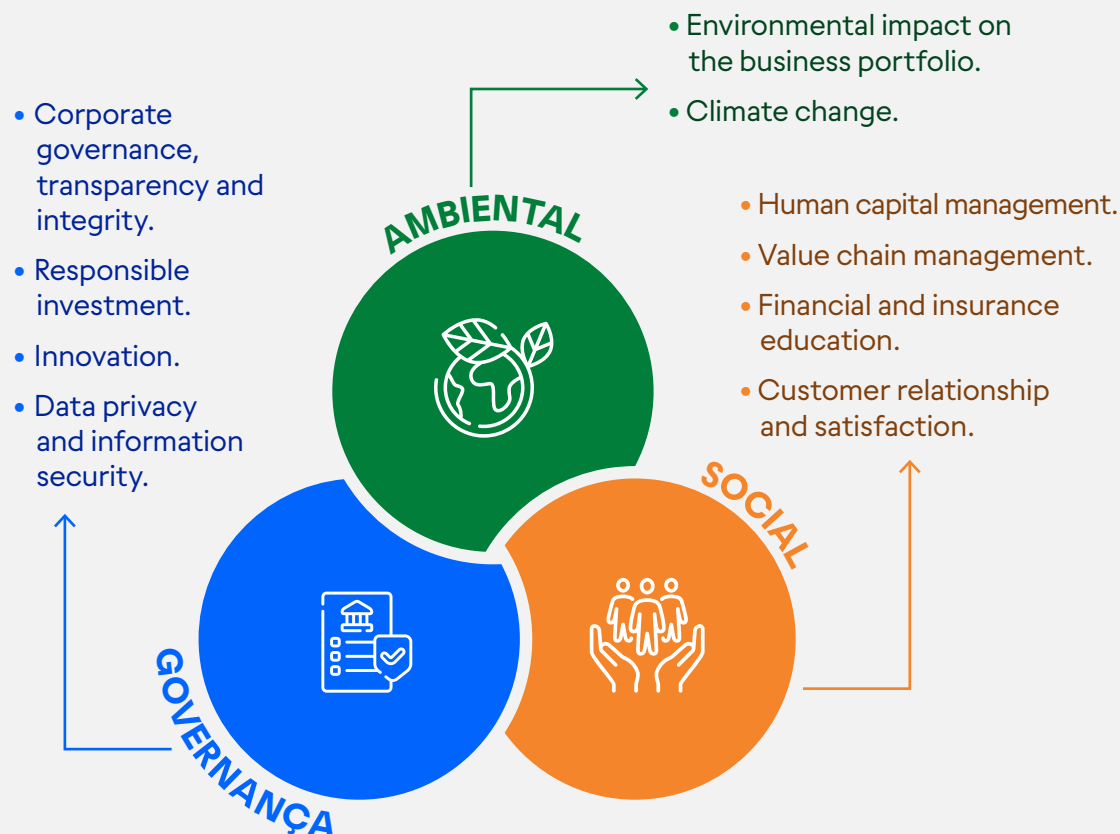 • Environmental impact on
the business portfolio.
• Climate change.
AMBIENTAL
• Corporate
governance,
transparency and
integrity.
• Responsible
investment.
• Innovation.
• Data privacy
and information
security.
GOVERNANÇA
• Human capital management.
• Value chain management.
• Financial and insurance
education.
• Customer relationship
and satisfaction.
SOCIAL